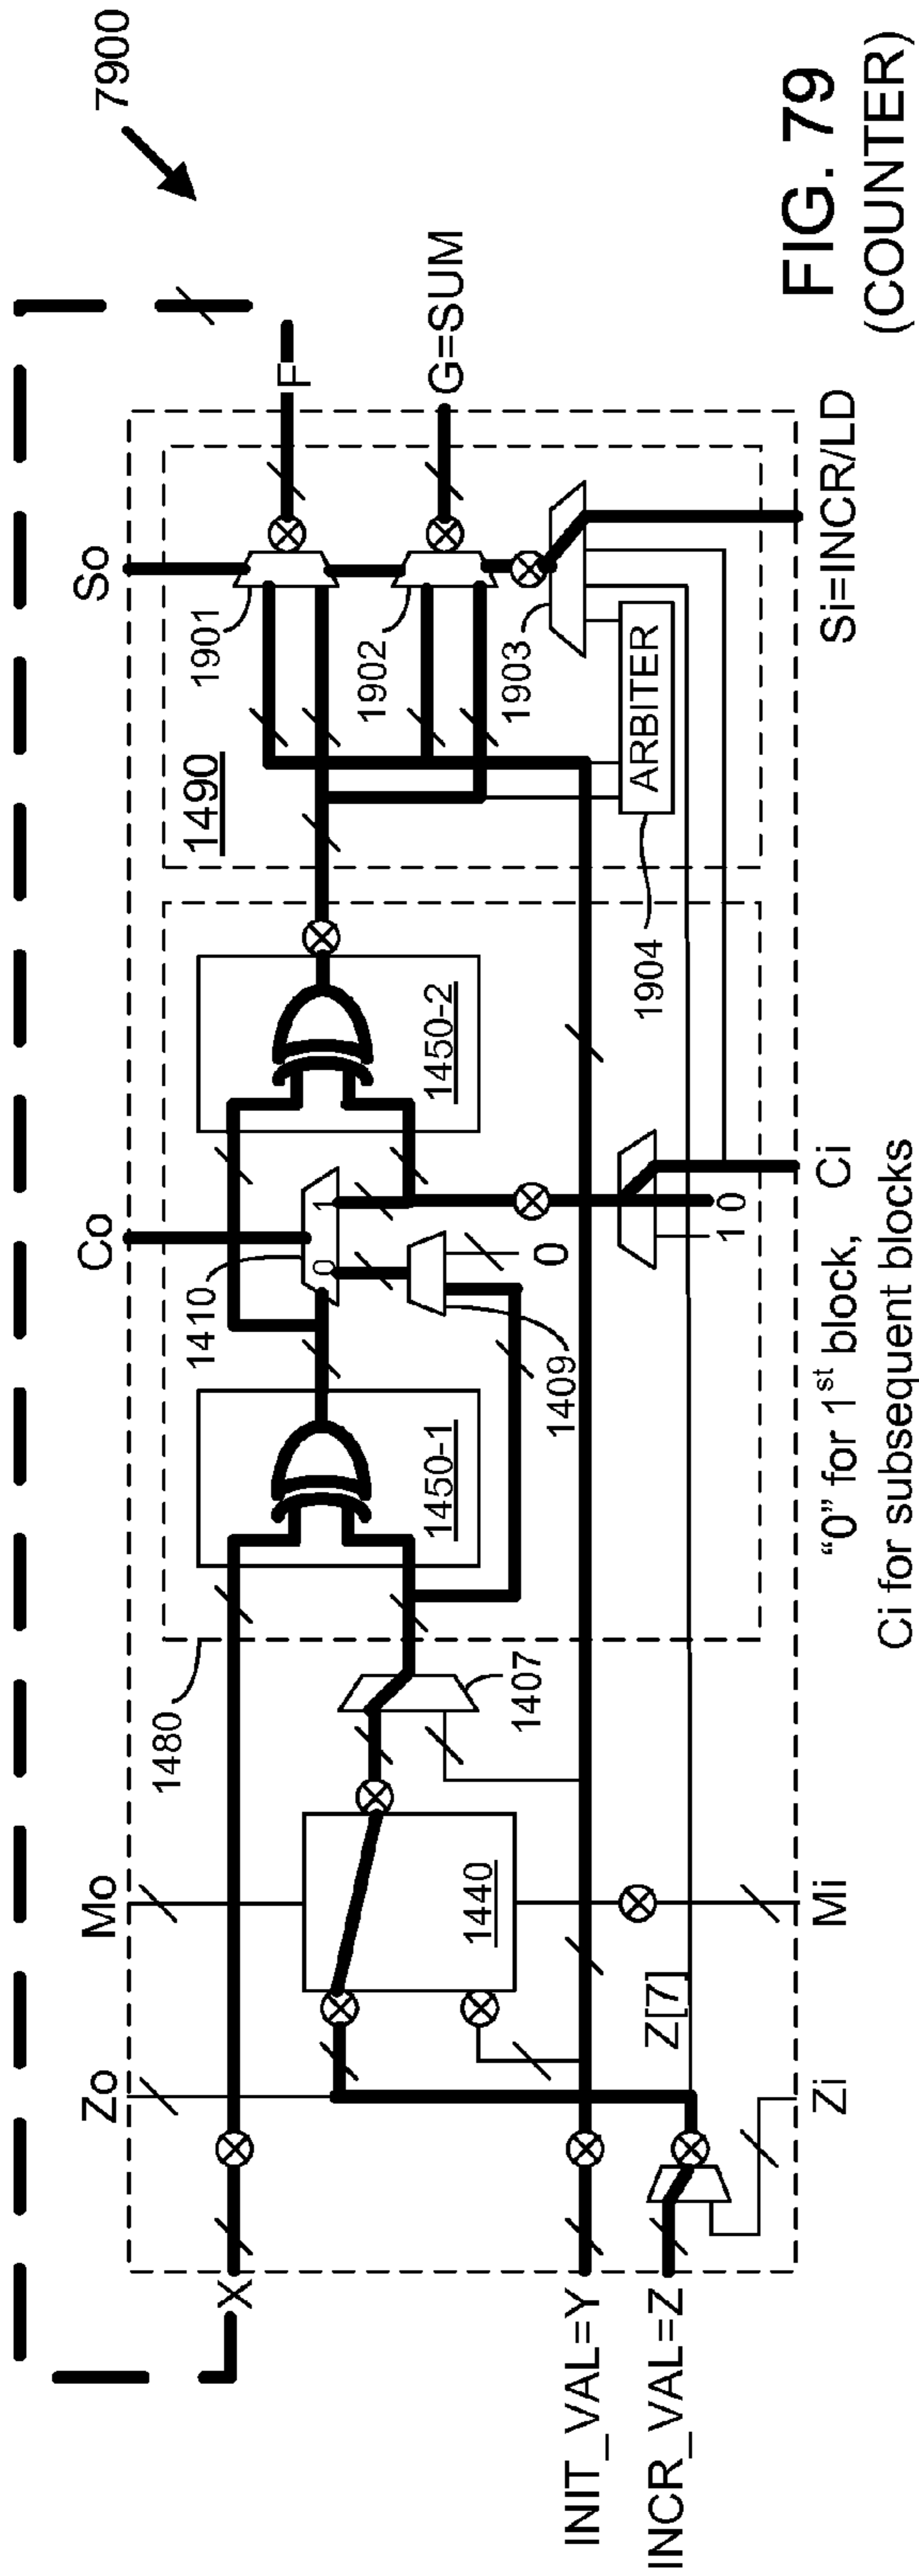 7900
So
Co
Mo
Zo
F
G=SUM
X
INIT_VAL=Y
INCR_VAL=Z
1480
1410
1490
1901
1902
1903
1904
ARBITER
1450-1
1450-2
0
1
1409
0
1407
1440
Z[7]
1 0
Zi
Mi
Ci
Si=INCR/LD
“0” for 1st block,
Ci for subsequent blocks
FIG. 79
(COUNTER)